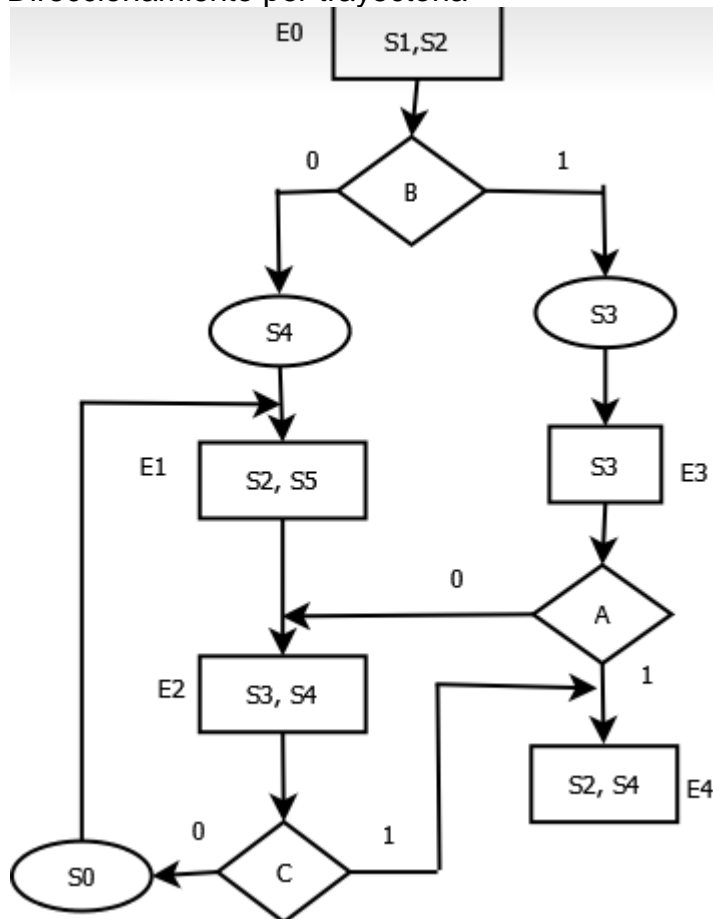 Direccionamiento por trayectoria
E0
S1,S2
0
1
B
S4
S3
E1
S2, S5
S3
E3
0
A
E2
S3, S4
1
S2, S4
E4
0
1
S0
C